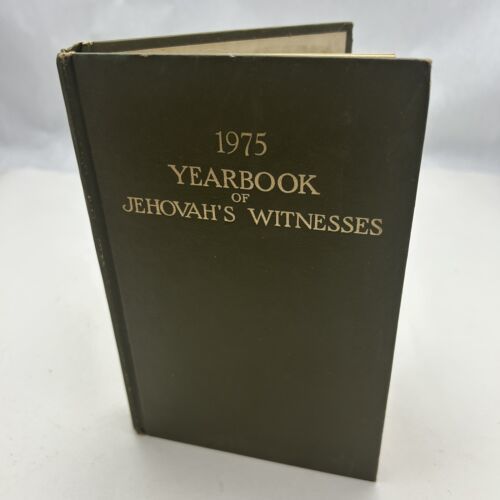 1975
YEARBOOK
OF
JEHOVAH'S WITNESSES